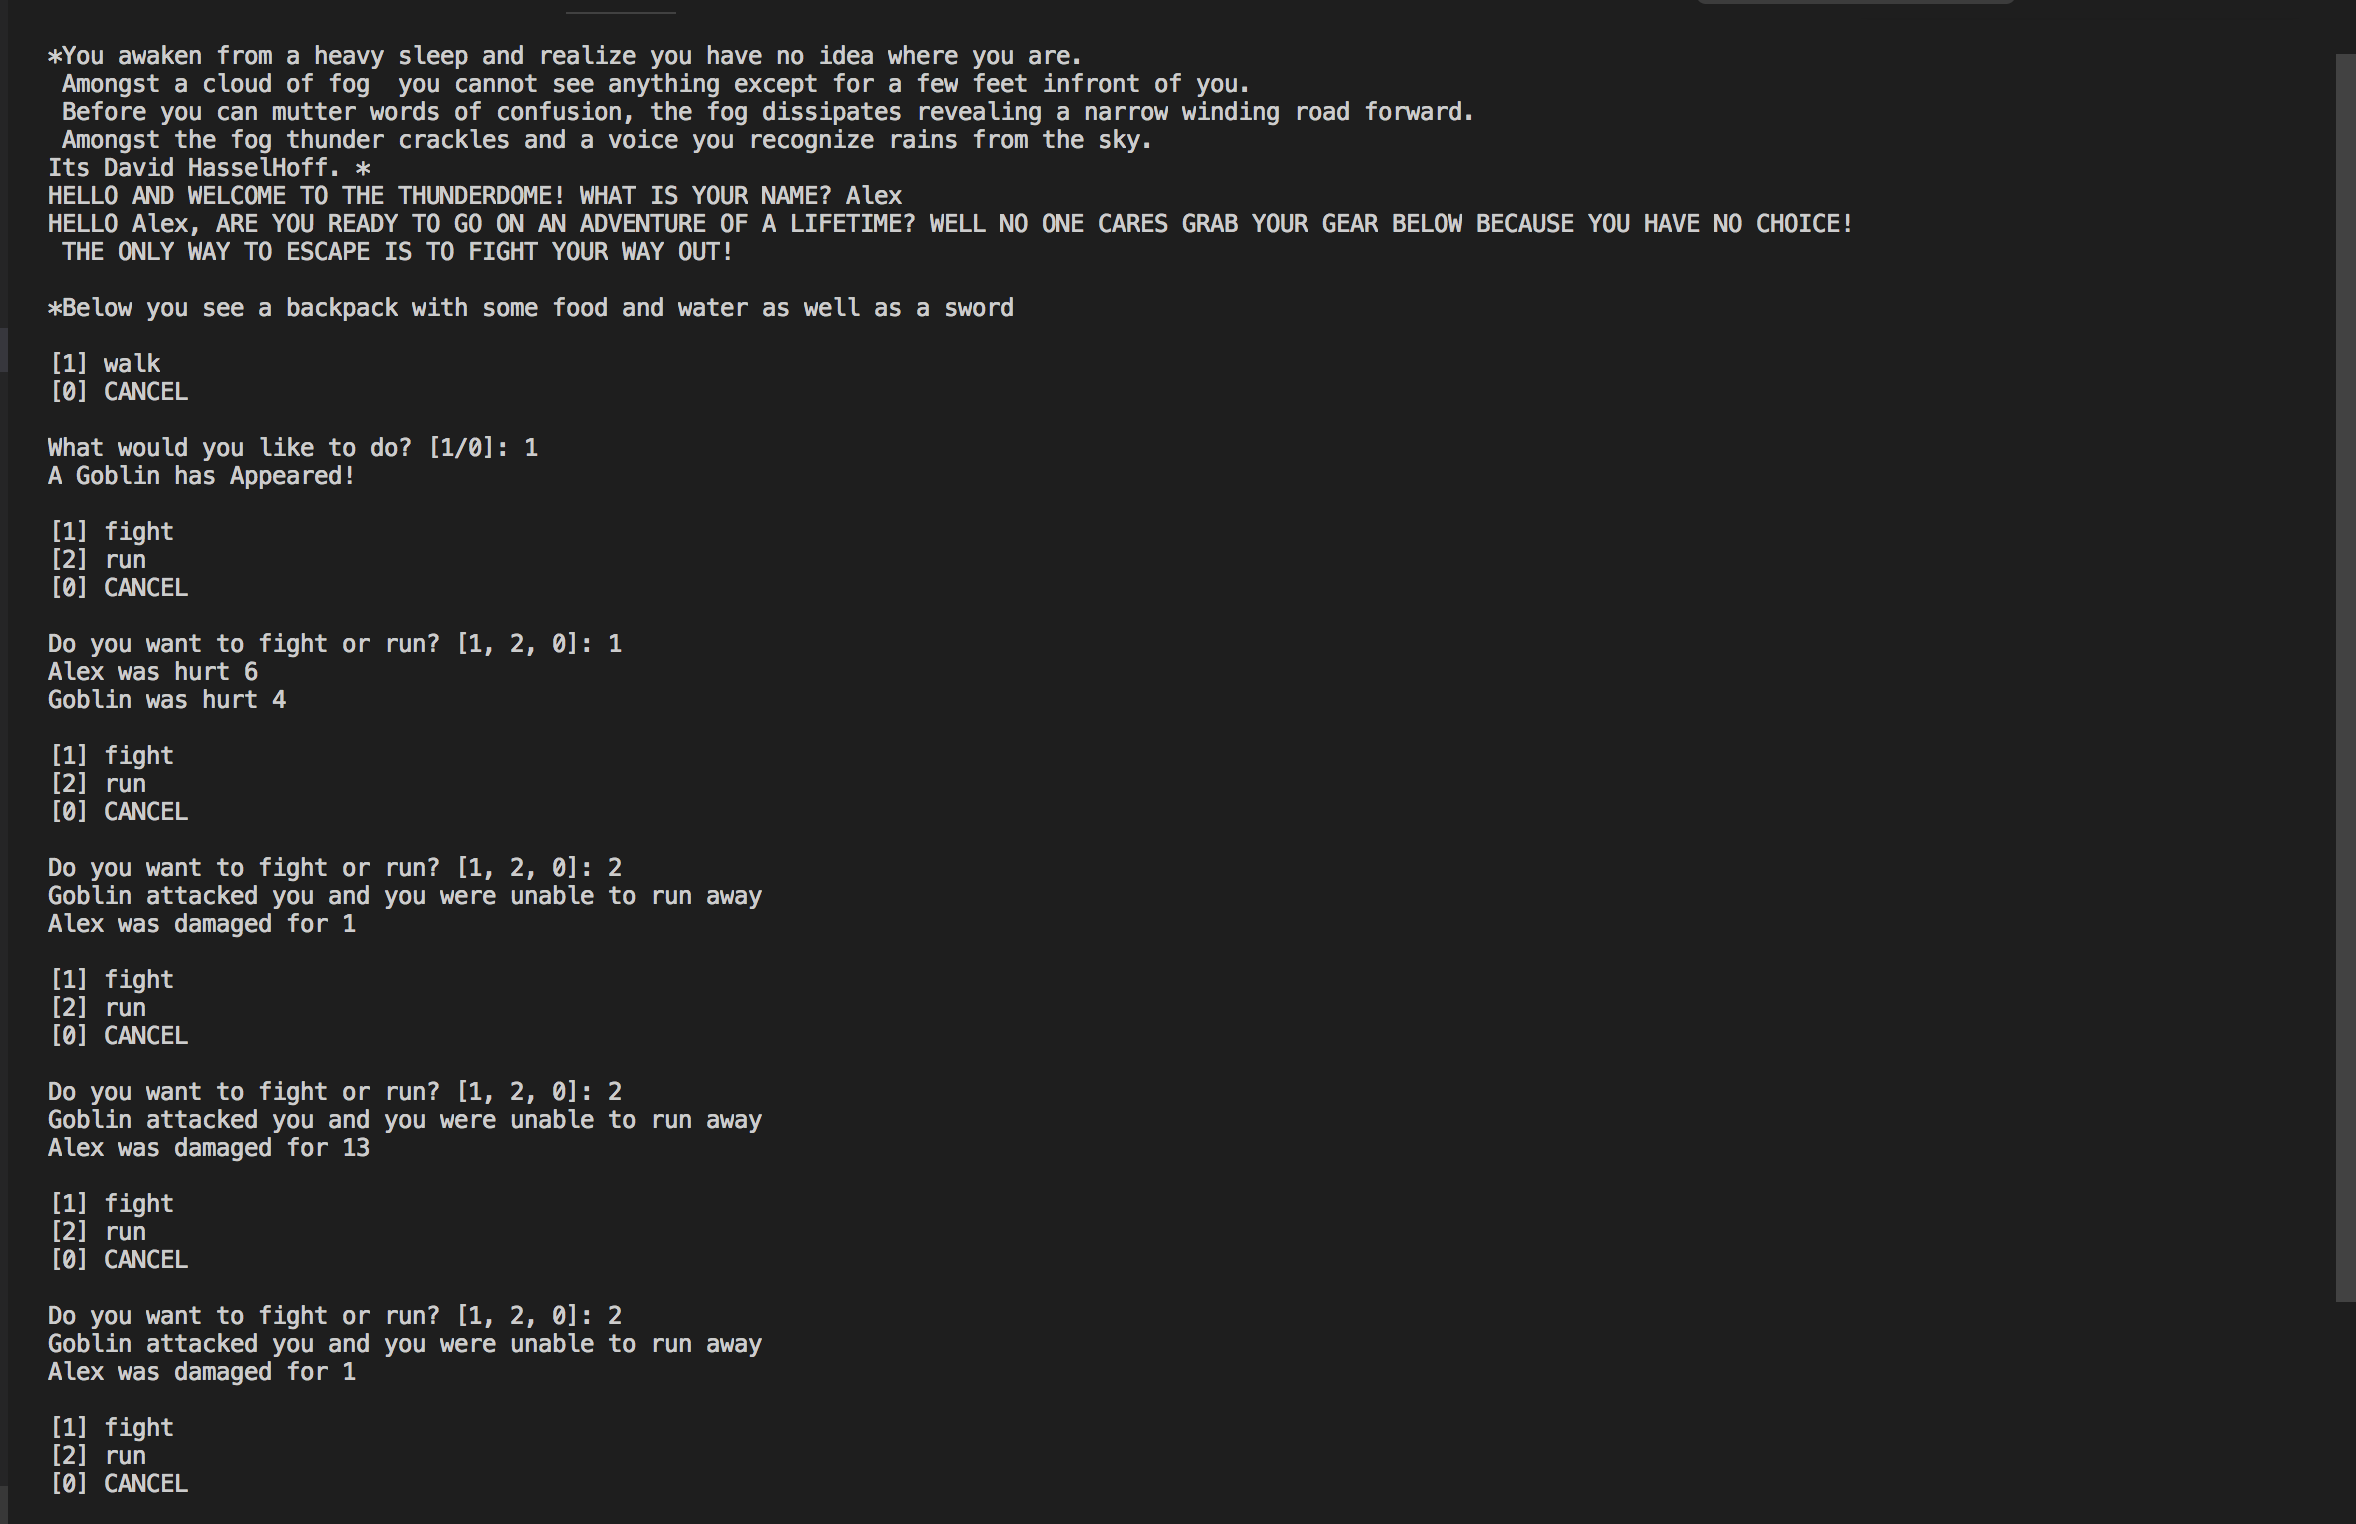 *You awaken from a heavy sleep and realize you have no idea where you are.
Amongst a cloud of fog  you cannot see anything except for a few feet infront of you.
Before you can mutter words of confusion, the fog dissipates revealing a narrow winding road forward.
Amongst the fog thunder crackles and a voice you recognize rains from the sky.
Its David HasselHoff. *
HELLO AND WELCOME TO THE THUNDERDOME! WHAT IS YOUR NAME? Alex
HELLO Alex, ARE YOU READY TO GO ON AN ADVENTURE OF A LIFETIME? WELL NO ONE CARES GRAB YOUR GEAR BELOW BECAUSE YOU HAVE NO CHOICE!
THE ONLY WAY TO ESCAPE IS TO FIGHT YOUR WAY OUT!
*Below you see a backpack with some food and water as well as a sword
[1] walk
[0] CANCEL
What would you like to do? [1/0]: 1
A Goblin has Appeared!
[1] fight
[2] run
[0] CANCEL
Do you want to fight or run? [1, 2, 0]: 1
Alex was hurt 6
Goblin was hurt 4
[1] fight
[2] run
[0] CANCEL
Do you want to fight or run? [1, 2, 0]: 2
Goblin attacked you and you were unable to run away
Alex was damaged for 1
[1] fight
[2] run
[0] CANCEL
Do you want to fight or run? [1, 2, 0]: 2
Goblin attacked you and you were unable to run away
Alex was damaged for 13
[1] fight
[2] run
[0] CANCEL
Do you want to fight or run? [1, 2, 0]: 2
Goblin attacked you and you were unable to run away
Alex was damaged for 1
[1] fight
[2] run
[0] CANCEL